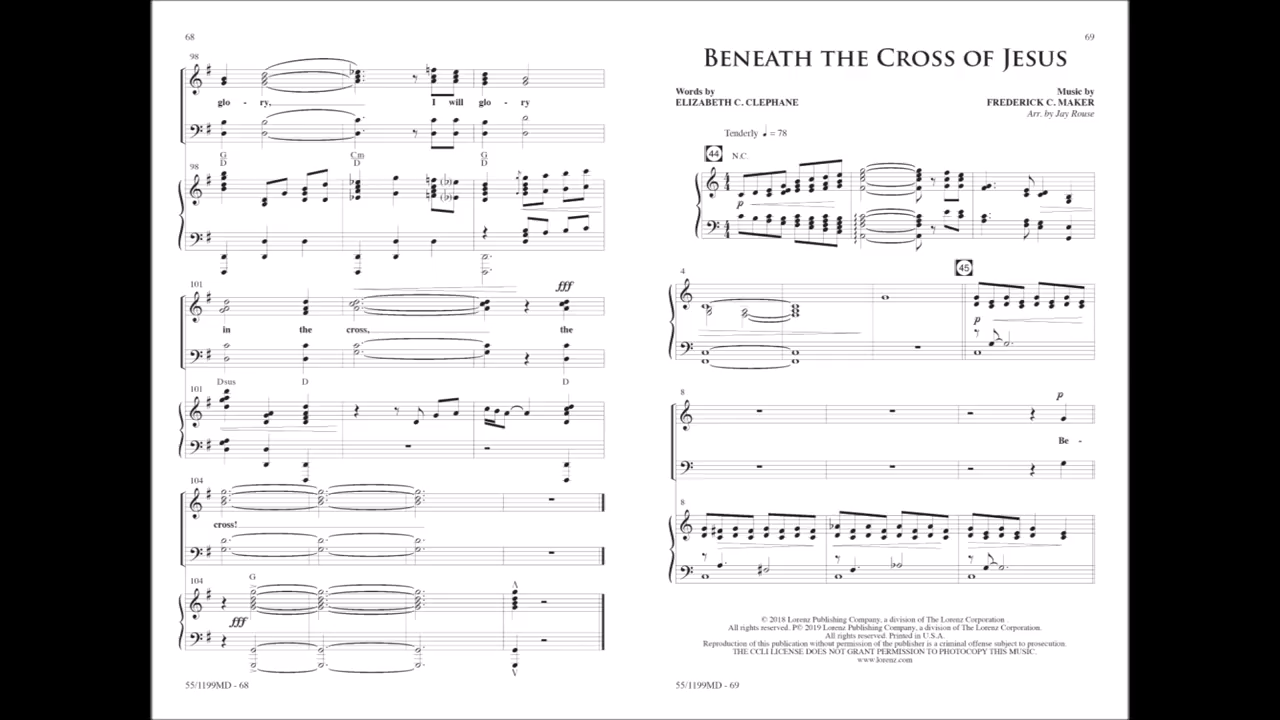 68
98
glo - ry, I will glo - ry
G Cm G
D D D
98
101
fff
in the cross, the
Dsus D D
101
104
cross!
G
104
fff
55/1199MD - 68
69
BENEATH THE CROSS OF JESUS
Words by
ELIZABETH C. CLEPHANE
Music by
FREDERICK C. MAKER
Arr. by Jay Rouse
Tenderly ♩ = 78
44 N.C.
p
4
45
p
8
p
Be -
8
© 2018 Lorenz Publishing Company, a division of The Lorenz Corporation
All rights reserved. P© 2019 Lorenz Publishing Company, a division of The Lorenz Corporation.
All rights reserved. Printed in U.S.A.
Reproduction of this publication without permission of the publisher is a criminal offense subject to prosecution.
THE CCLI LICENSE DOES NOT GRANT PERMISSION TO PHOTOCOPY THIS MUSIC.
www.lorenz.com
55/1199MD - 69